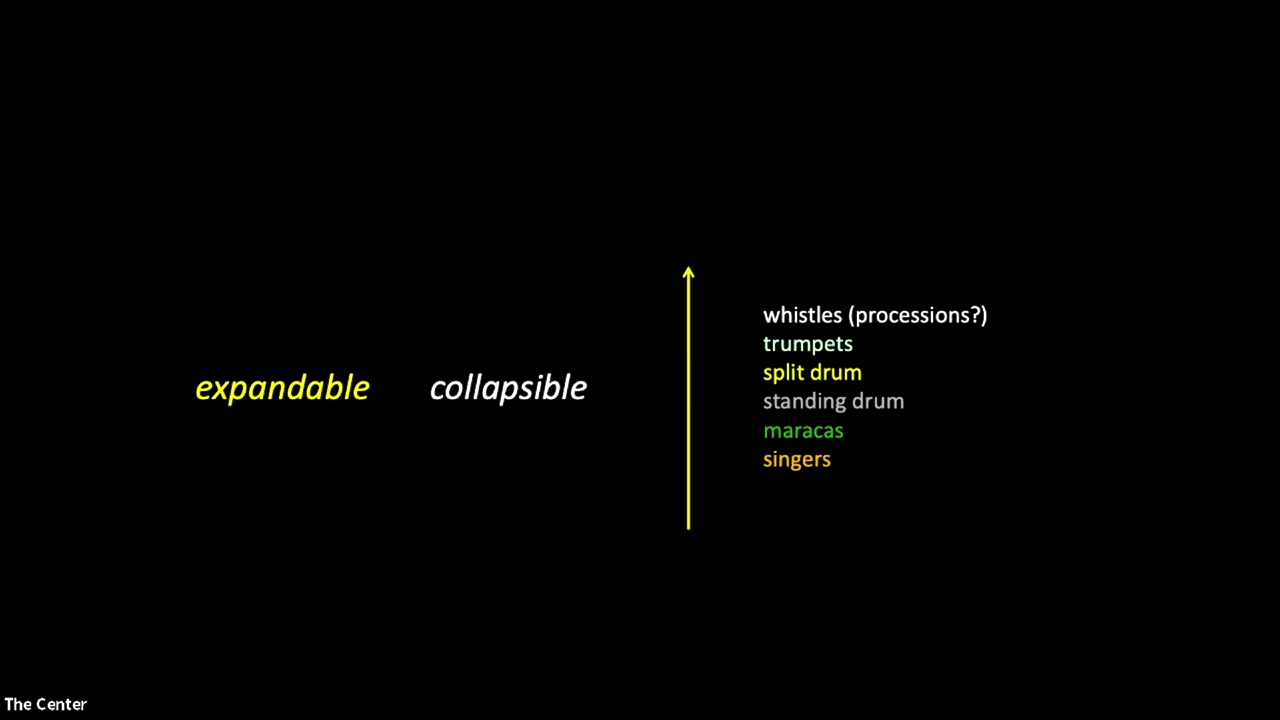 expandable collapsible
whistles (processions?)
trumpets
split drum
standing drum
maracas
singers
The Center